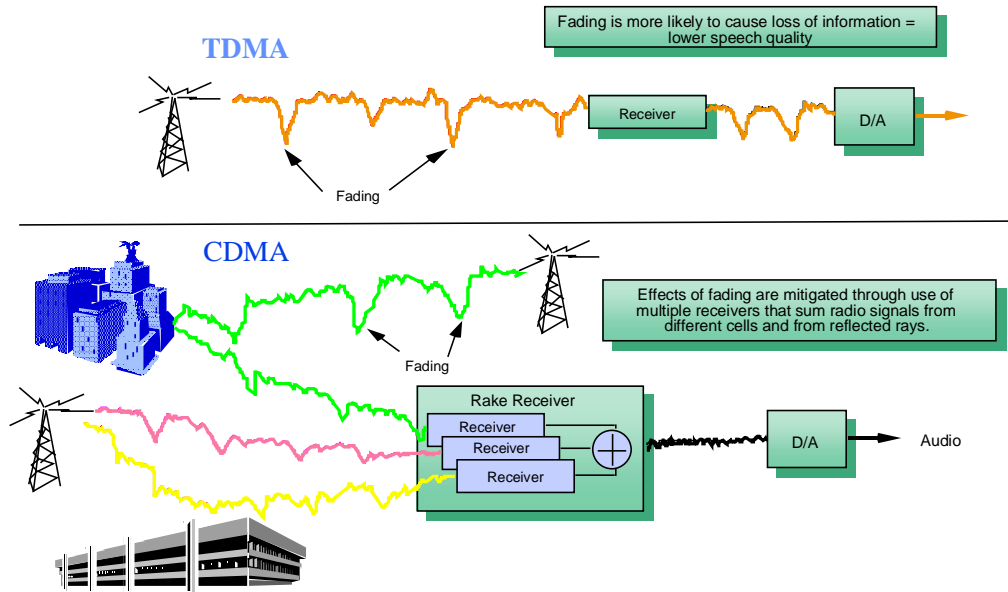 TDMA
Fading is more likely to cause loss of information =
lower speech quality
Receiver
D/A
Fading
CDMA
Effects of fading are mitigated through use of
multiple receivers that sum radio signals from
different cells and from reflected rays.
Fading
Rake Receiver
Receiver
Receiver
Receiver
D/A
Audio